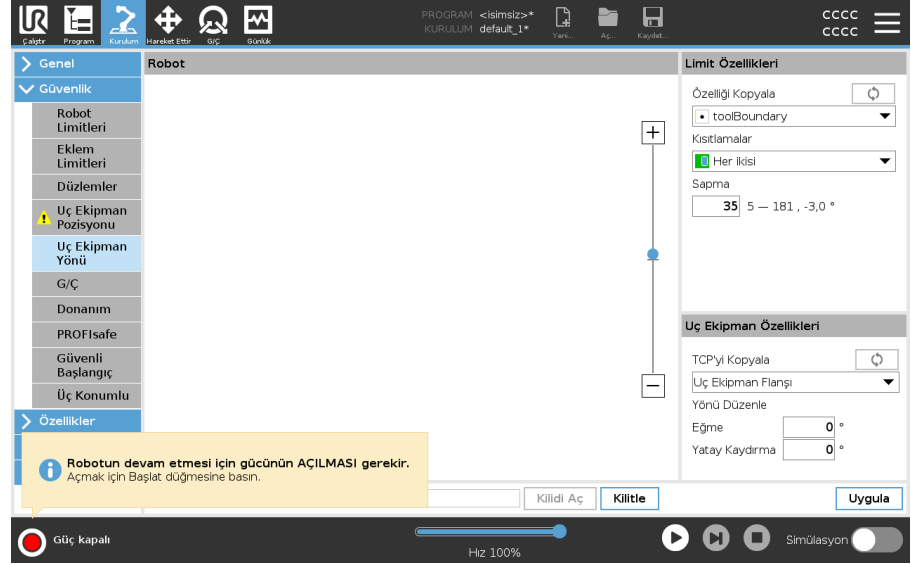 UR
PROGRAM <isimsiz>*
KURULUM default_1*
Çalıştır
Program
Kurulum
Hareket Ettir
G/Ç
Günlük
Yeni...
Aç...
Kaydet...
cccc
cccc
Genel
Güvenlik
Robot
Limitleri
Eklem
Limitleri
Düzlemler
Uç Ekipman
Pozisyonu
Uç Ekipman
Yönü
G/Ç
Donanım
PROFIsafe
Güvenli
Başlangıç
Üç Konumlu
Özellikler
Robot
Limit Özellikleri
Özelliği Kopyala
toolBoundary
Kısıtlamalar
Her ikisi
Sapma
35 5 — 181 , -3,0 °
Uç Ekipman Özellikleri
TCP'yi Kopyala
Uç Ekipman Flanşı
Yönü Düzenle
Eğme 0 °
Yatay Kaydırma 0 °
Robotun devam etmesi için gücünün AÇILMASI gerekir.
Açmak için Başlat düğmesine basın.
Kilidi Aç
Kilitle
Uygula
Güç kapalı
Hız 100%
Simülasyon